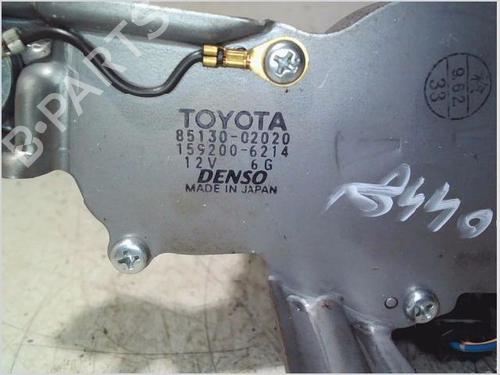 TOYOTA
85130-02020
159200-6214
12V 6G
DENSO
MADE IN JAPAN
962
33
B-PARTS